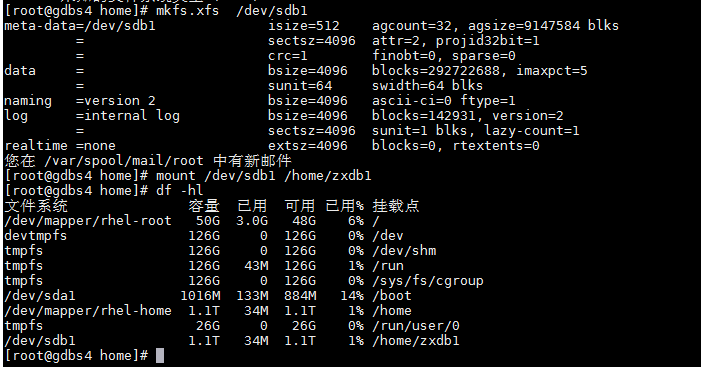 [root@gdbs4 home]# mkfs.xfs  /dev/sdb1
meta-data=/dev/sdb1              isize=512    agcount=32, agsize=9147584 blks
         =                       sectsz=4096  attr=2, projid32bit=1
         =                       crc=1        finobt=0, sparse=0
data     =                       bsize=4096   blocks=292722688, imaxpct=5
         =                       sunit=64     swidth=64 blks
naming   =version 2              bsize=4096   ascii-ci=0 ftype=1
log      =internal log           bsize=4096   blocks=142931, version=2
         =                       sectsz=4096  sunit=1 blks, lazy-count=1
realtime =none                   extsz=4096   blocks=0, rtextents=0
您在 /var/spool/mail/root 中有新邮件
[root@gdbs4 home]# mount /dev/sdb1 /home/zxdb1
[root@gdbs4 home]# df -hl
文件系统               容量  已用  可用 已用% 挂载点
/dev/mapper/rhel-root   50G  3.0G   48G    6% /
devtmpfs               126G     0  126G    0% /dev
tmpfs                  126G     0  126G    0% /dev/shm
tmpfs                  126G   43M  126G    1% /run
tmpfs                  126G     0  126G    0% /sys/fs/cgroup
/dev/sda1             1016M  133M  884M   14% /boot
/dev/mapper/rhel-home  1.1T   34M  1.1T    1% /home
tmpfs                   26G     0   26G    0% /run/user/0
/dev/sdb1              1.1T   34M  1.1T    1% /home/zxdb1
[root@gdbs4 home]#